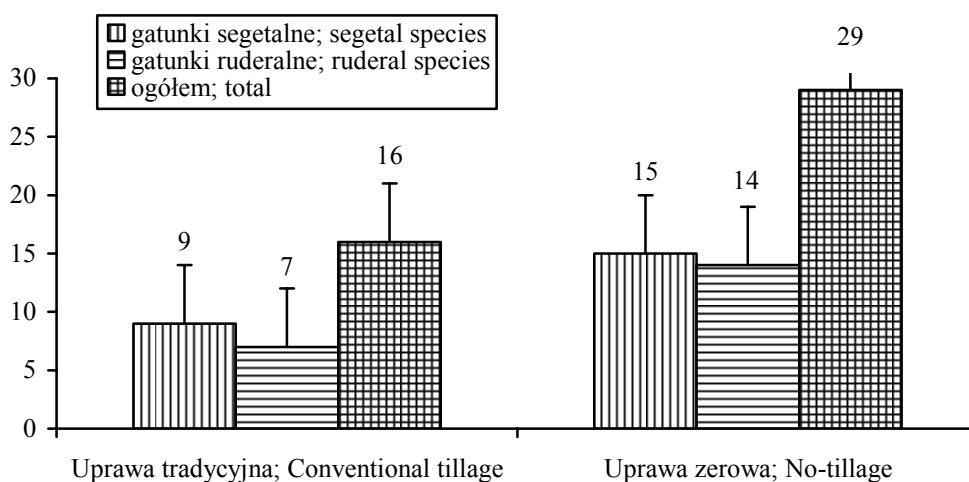 gatunki segetalne; segetal species
gatunki ruderalne; ruderal species
ogółem; total
30
25
20
15
10
5
0
9
7
16
15
14
29
Uprawa tradycyjna; Conventional tillage
Uprawa zerowa; No-tillage